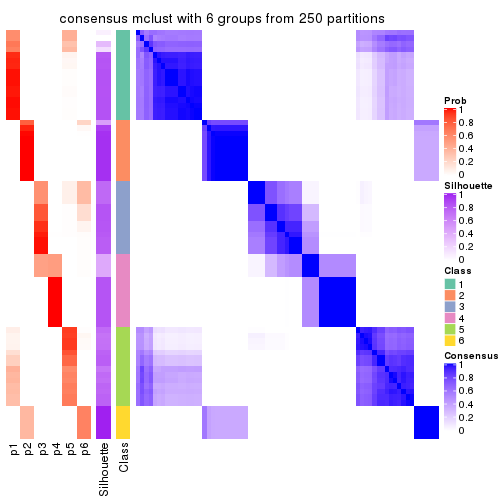 consensus mclust with 6 groups from 250 partitions
Prob
1
0.8
0.6
0.4
0.2
0
Silhouette
1
0.8
0.6
0.4
0.2
0
Class
1
2
3
4
5
6
Consensus
1
0.8
0.6
0.4
0.2
0
p1
p2
p3
p4
p5
p6
Silhouette
Class